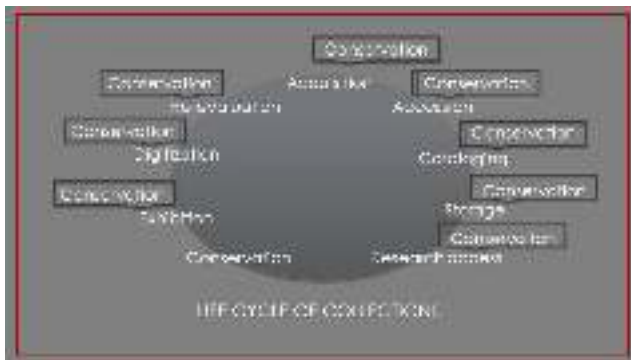 Conservation
Acquisition
Conservation
Accession
Conservation
Cataloging
Conservation
Storage
Conservation
Research access
Conservation
Conservation
Exhibition
Conservation
Digitization
Conservation
LIFE CYCLE OF COLLECTIONS